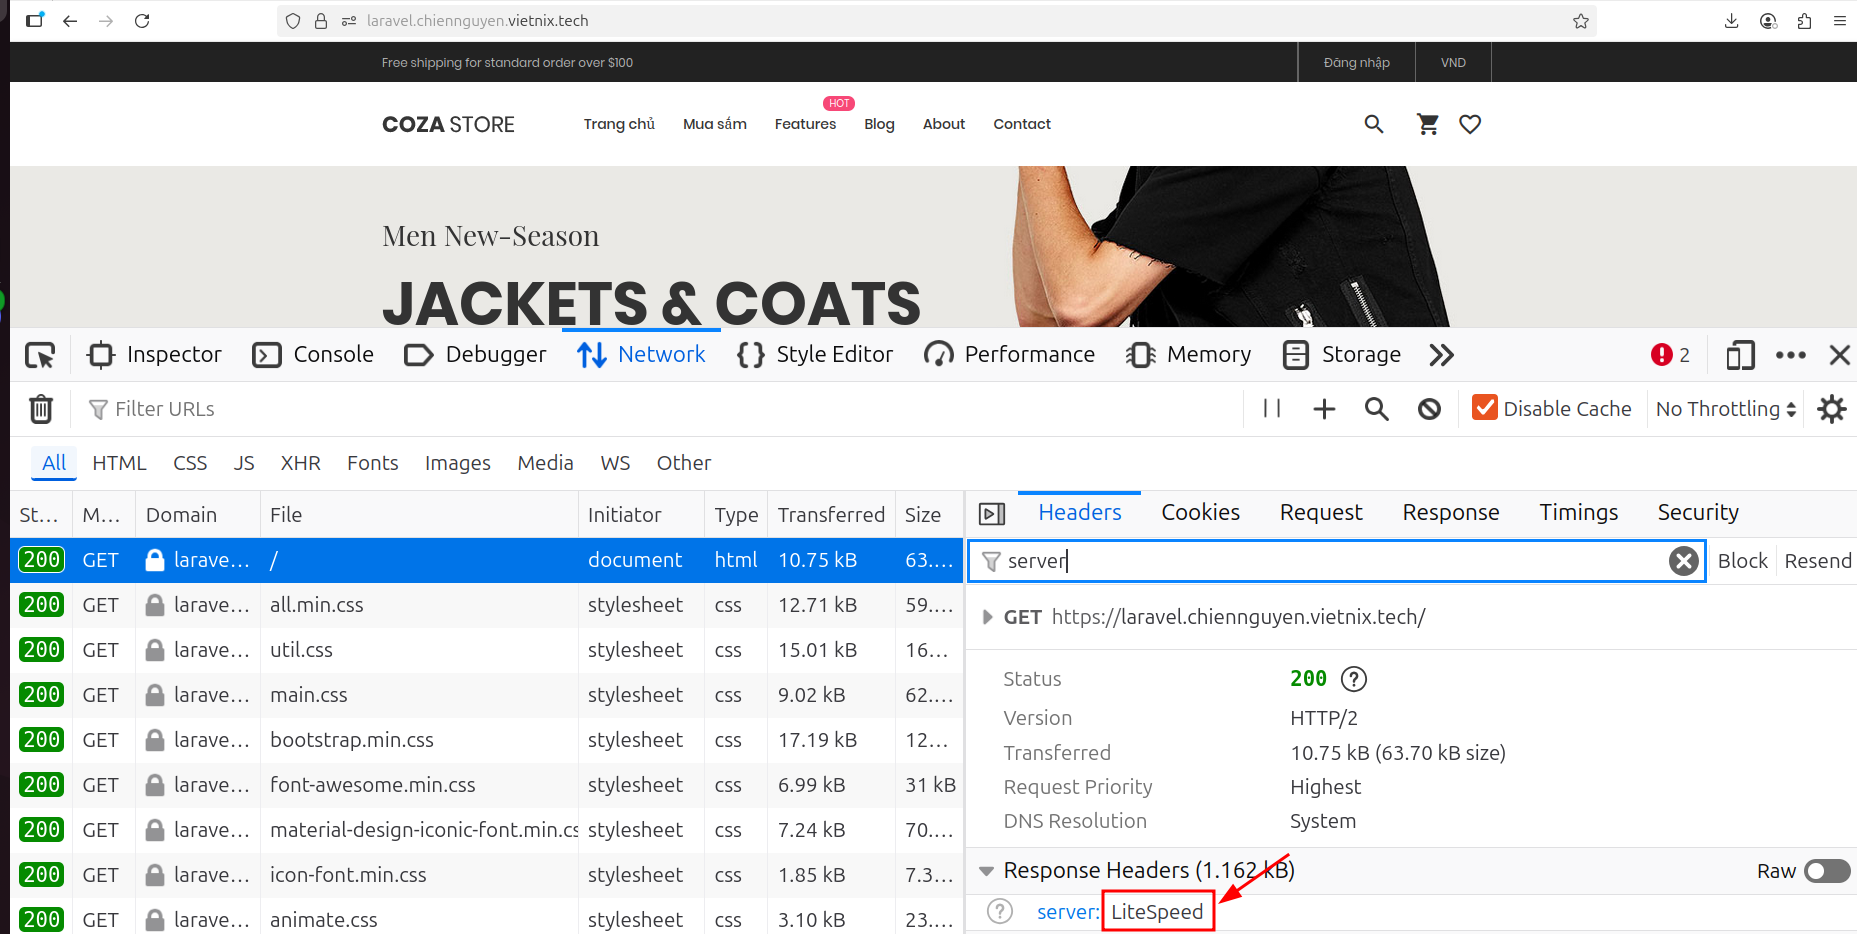 laravel.chiennguyen.vietnix.tech
Free shipping for standard order over $100
Đăng nhập
VND
COZA STORE
Trang chủ
Mua sắm
Features
HOT
Blog
About
Contact
Men New-Season
JACKETS & COATS
Inspector
Console
Debugger
Network
Style Editor
Performance
Memory
Storage
2
Filter URLs
Disable Cache
No Throttling
All
HTML
CSS
JS
XHR
Fonts
Images
Media
WS
Other
St... M... Domain File Initiator Type Transferred Size
200 GET larave... / document html 10.75 kB 63....
200 GET larave... all.min.css stylesheet css 12.71 kB 59....
200 GET larave... util.css stylesheet css 15.01 kB 16...
200 GET larave... main.css stylesheet css 9.02 kB 62....
200 GET larave... bootstrap.min.css stylesheet css 17.19 kB 12...
200 GET larave... font-awesome.min.css stylesheet css 6.99 kB 31 kB
200 GET larave... material-design-iconic-font.min.cs stylesheet css 7.24 kB 70....
200 GET larave... icon-font.min.css stylesheet css 1.85 kB 7.3...
200 GET larave... animate.css stylesheet css 3.10 kB 23....
Headers
Cookies
Request
Response
Timings
Security
server
Block
Resend
GET https://laravel.chiennguyen.vietnix.tech/
Status 200
Version HTTP/2
Transferred 10.75 kB (63.70 kB size)
Request Priority Highest
DNS Resolution System
Response Headers (1.162 kB)
Raw
server: LiteSpeed